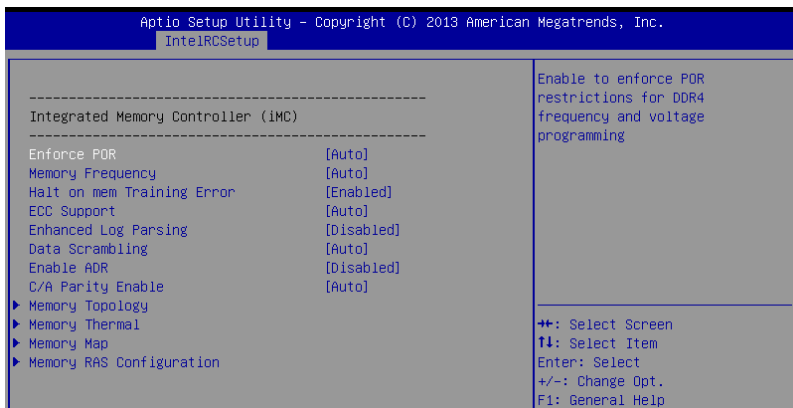 Aptio Setup Utility – Copyright (C) 2013 American Megatrends, Inc.
IntelRCSetup
------------------------------------------------
Integrated Memory Controller (iMC)
------------------------------------------------
Enforce POR [Auto]
Memory Frequency [Auto]
Halt on mem Training Error [Enabled]
ECC Support [Auto]
Enhanced Log Parsing [Disabled]
Data Scrambling [Auto]
Enable ADR [Disabled]
C/A Parity Enable [Auto]
Memory Topology
Memory Thermal
Memory Map
Memory RAS Configuration
Enable to enforce POR
restrictions for DDR4
frequency and voltage
programming
→←: Select Screen
↑↓: Select Item
Enter: Select
+/-: Change Opt.
F1: General Help